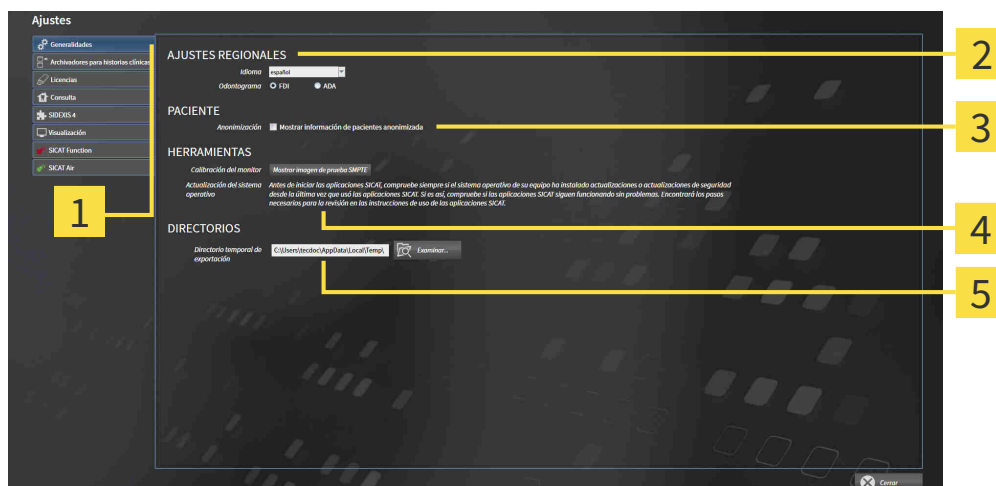 Ajustes
Generalidades
Archivadores para historias clínicas
Licencias
Consulta
SIDEXIS 4
Visualización
SICAT Function
SICAT Air
1
AJUSTES REGIONALES
Idioma español
Odontograma FDI ADA
2
PACIENTE
Anonimización Mostrar información de pacientes anonimizada
3
HERRAMIENTAS
Calibración del monitor Mostrar imagen de prueba SMPTE
Actualización del sistema operativo
Antes de iniciar las aplicaciones SICAT, compruebe siempre si el sistema operativo de su equipo ha instalado actualizaciones o actualizaciones de seguridad
desde la última vez que usó las aplicaciones SICAT. Si es así, compruebe si las aplicaciones SICAT siguen funcionando sin problemas. Encontrará los pasos
necesarios para la revisión en las instrucciones de uso de las aplicaciones SICAT.
4
DIRECTORIOS
Directorio temporal de exportación
C:\Users\tecdoc\AppData\Local\Temp\ Examinar...
5
Cerrar